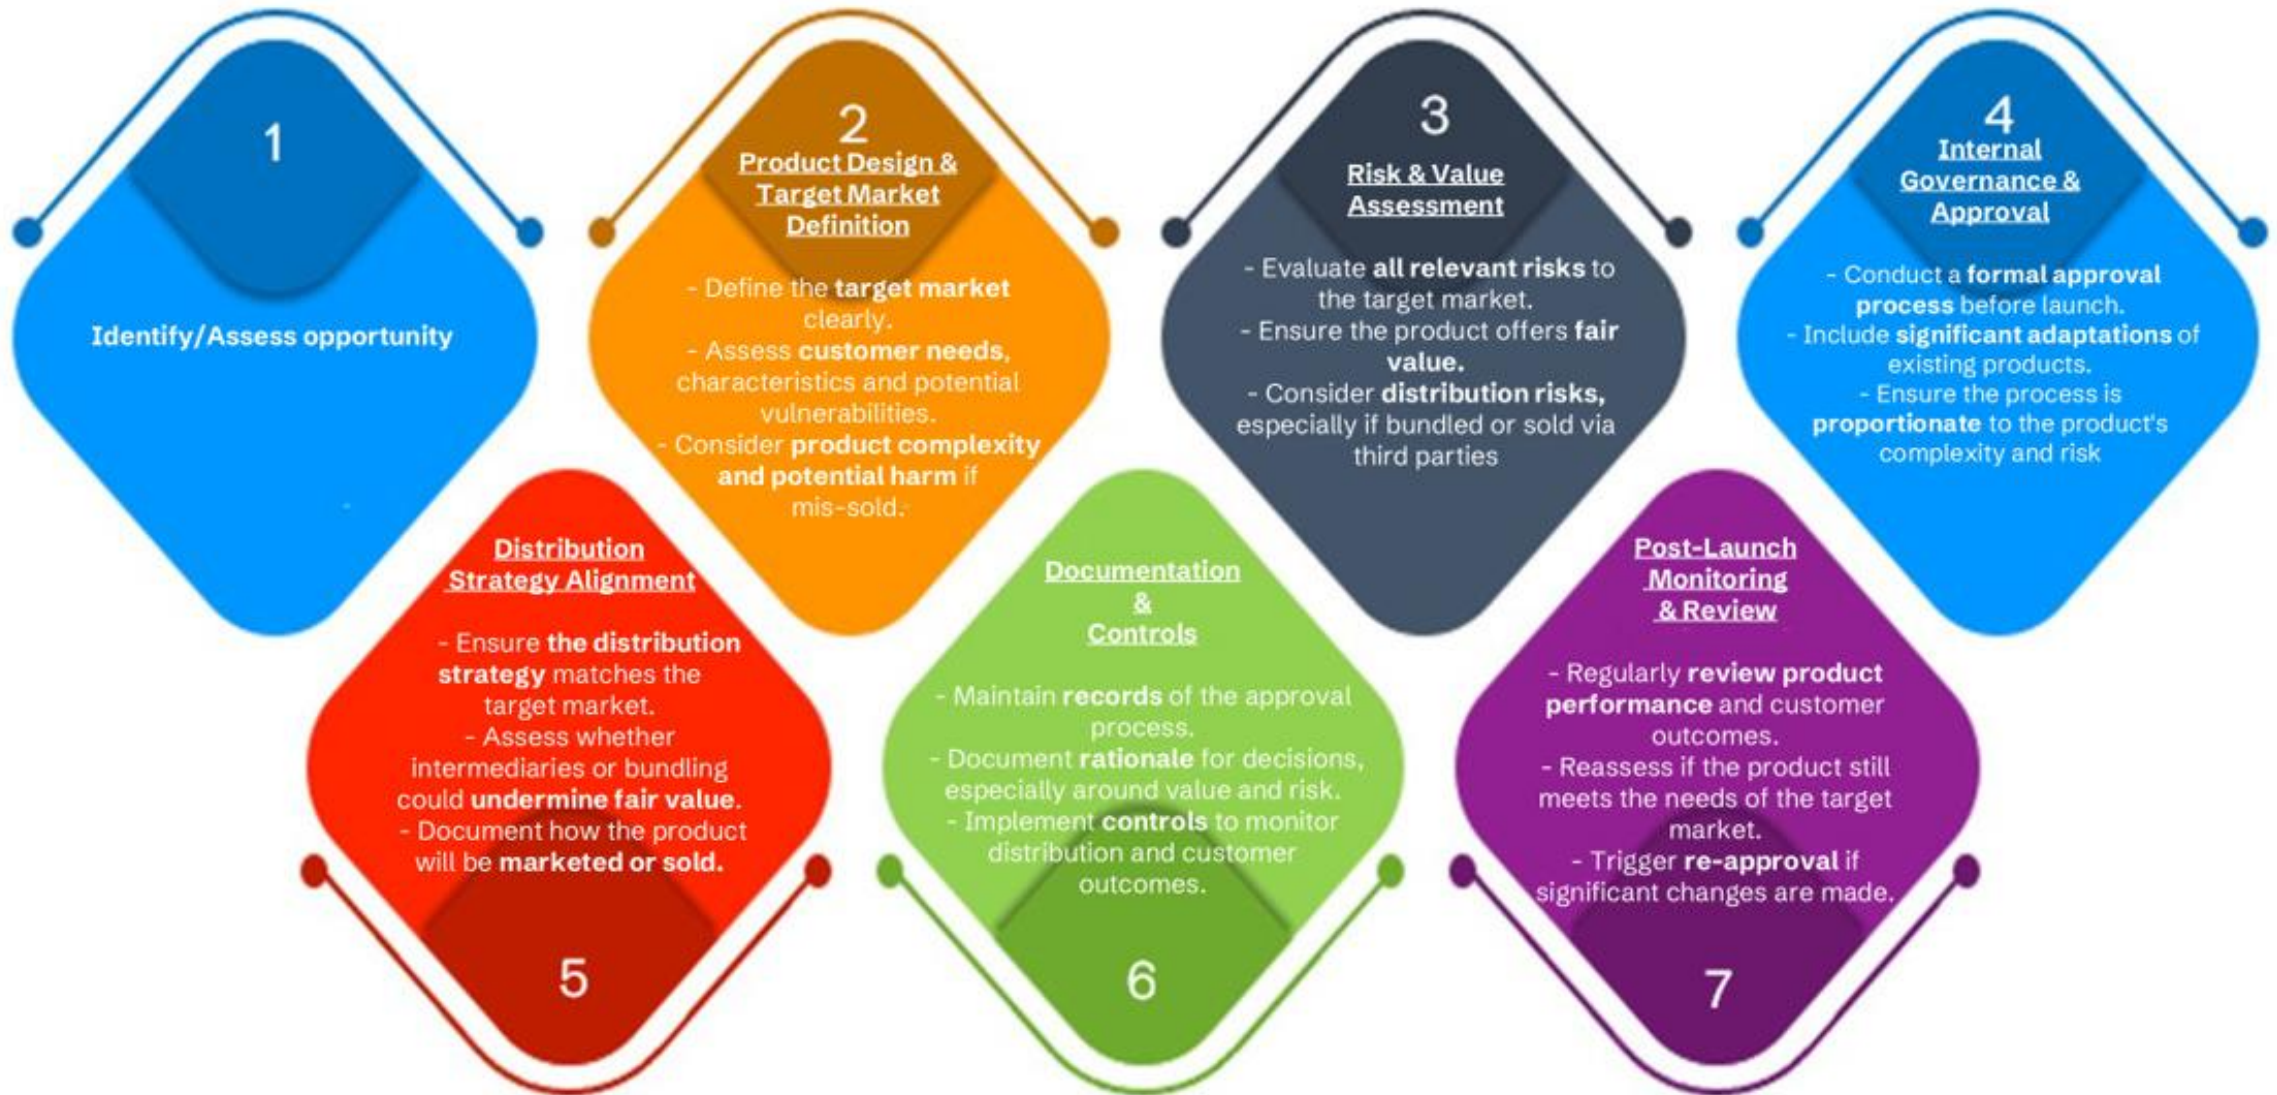 1
Identify/Assess opportunity
2
Product Design &
Target Market
Definition
- Define the target market
clearly.
- Assess customer needs,
characteristics and potential
vulnerabilities.
- Consider product complexity
and potential harm if
mis-sold.
3
Risk & Value
Assessment
- Evaluate all relevant risks to
the target market.
- Ensure the product offers fair
value.
- Consider distribution risks,
especially if bundled or sold via
third parties
4
Internal
Governance &
Approval
- Conduct a formal approval
process before launch.
- Include significant adaptations of
existing products.
- Ensure the process is
proportionate to the product's
complexity and risk
Distribution
Strategy Alignment
- Ensure the distribution
strategy matches the
target market.
- Assess whether
intermediaries or bundling
could undermine fair value.
- Document how the product
will be marketed or sold.
5
Documentation
&
Controls
- Maintain records of the approval
process.
- Document rationale for decisions,
especially around value and risk.
- Implement controls to monitor
distribution and customer
outcomes.
6
Post-Launch
Monitoring
& Review
- Regularly review product
performance and customer
outcomes.
- Reassess if the product still
meets the needs of the target
market.
- Trigger re-approval if
significant changes are made.
7